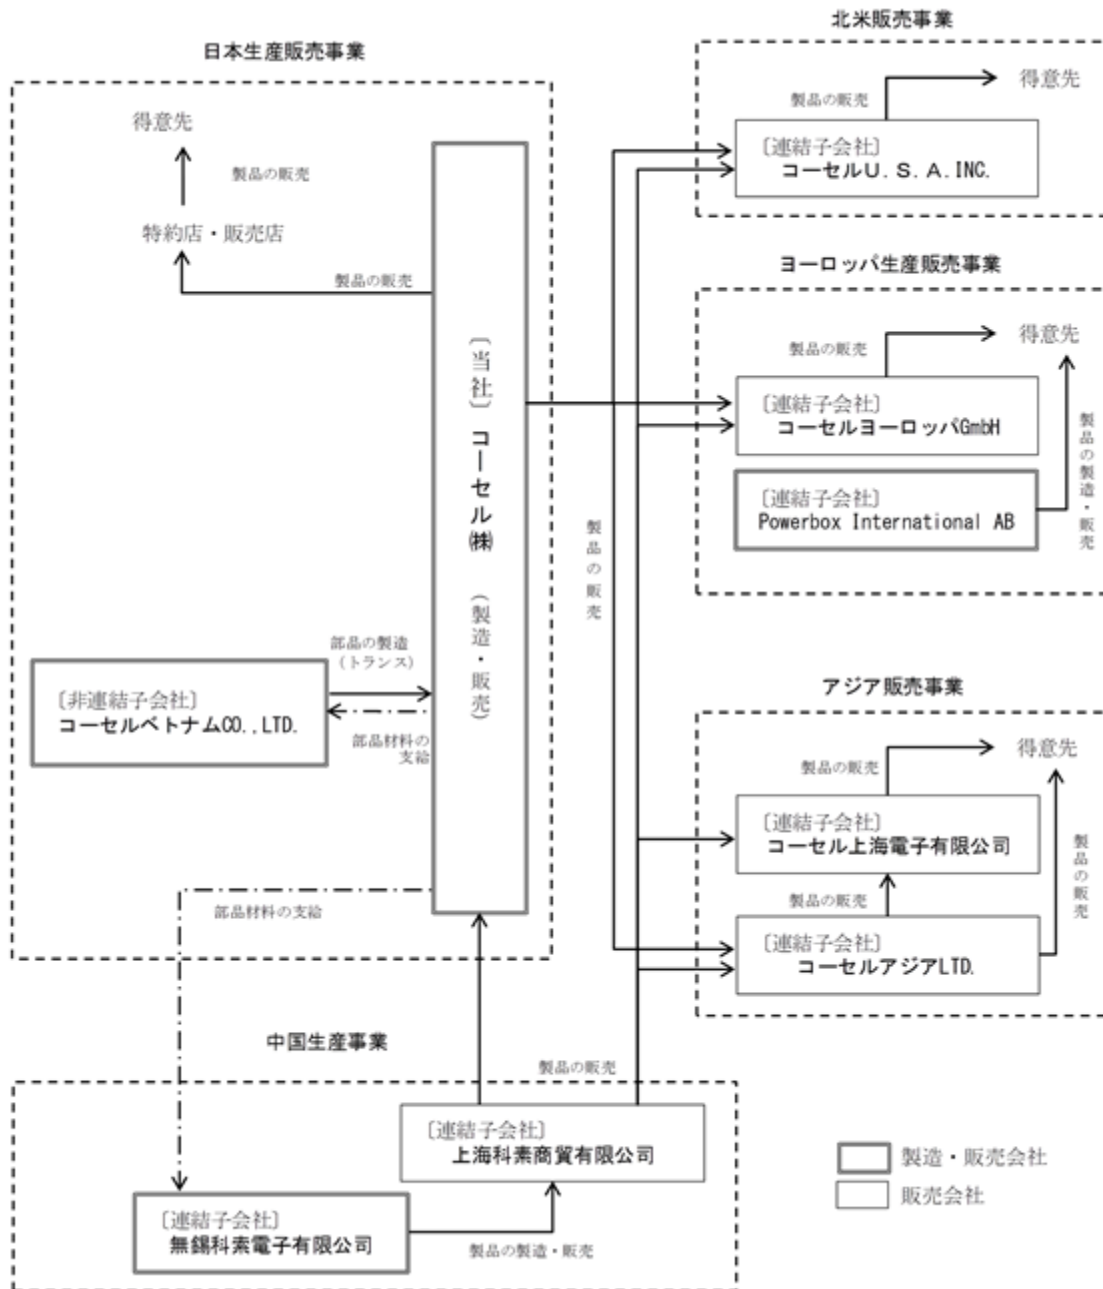 日本生産販売事業
得意先
製品の販売
特約店・販売店
製品の販売
〔当社〕コーセル㈱　(製造・販売)
部品の製造
(トランス)
〔非連結子会社〕
コーセルベトナムCO.,LTD.
部品材料の
支給
部品材料の支給
北米販売事業
製品の販売
得意先
〔連結子会社〕
コーセルU.S.A.INC.
ヨーロッパ生産販売事業
製品の販売
得意先
〔連結子会社〕
コーセルヨーロッパGmbH
〔連結子会社〕
Powerbox International AB
製品の製造・販売
製品の販売
アジア販売事業
製品の販売
得意先
〔連結子会社〕
コーセル上海電子有限公司
製品の販売
〔連結子会社〕
コーセルアジアLTD.
製品の販売
中国生産事業
製品の販売
〔連結子会社〕
上海科素商貿有限公司
〔連結子会社〕
無錫科素電子有限公司
製品の製造・販売
製造・販売会社
販売会社